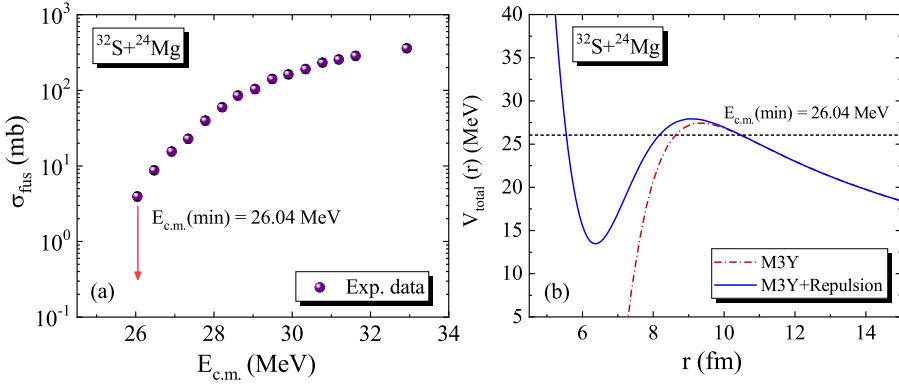 ³²S+²⁴Mg
σ_fus (mb)
10³
10²
10¹
10⁰
10⁻¹
E_c.m.(min) = 26.04 MeV
(a)
Exp. data
26 28 30 32 34
E_c.m. (MeV)
³²S+²⁴Mg
V_total (r) (MeV)
40
35
30
25
20
15
10
5
E_c.m.(min) = 26.04 MeV
M3Y
M3Y+Repulsion
(b)
6 8 10 12 14
r (fm)